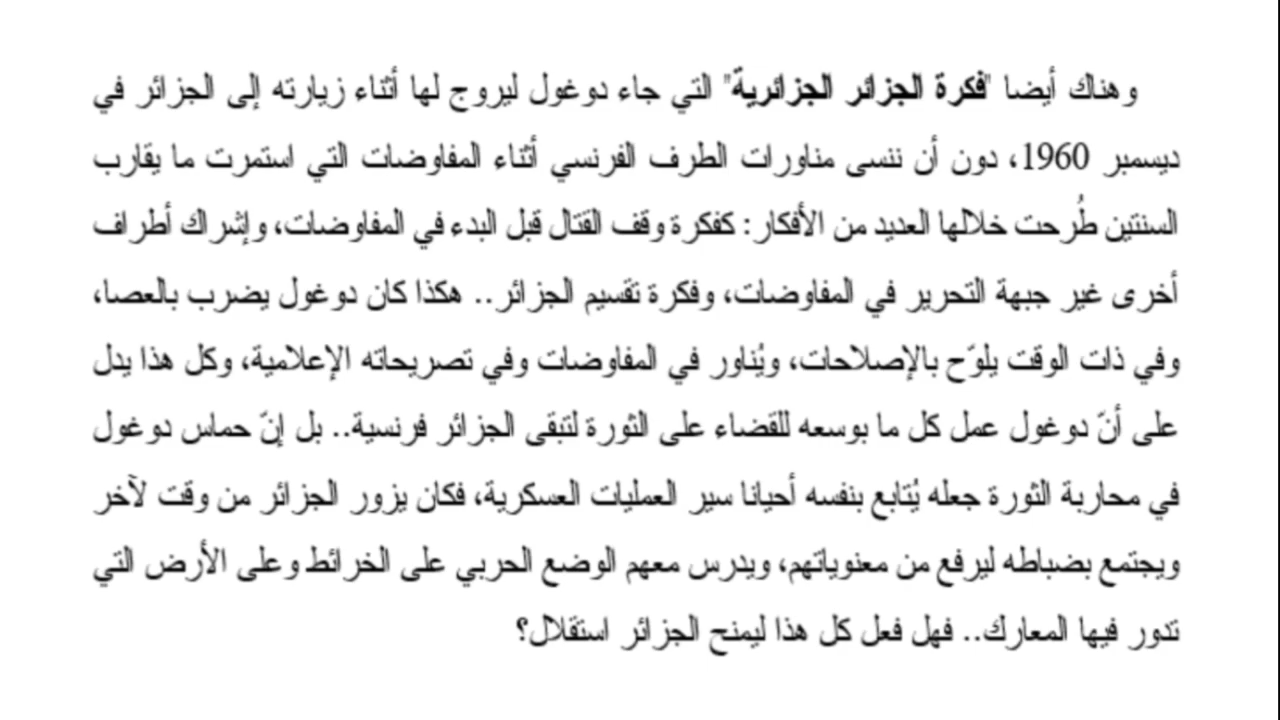 وهناك أيضا "فكرة الجزائر الجزائرية" التي جاء دوغول ليروج لها أثناء زيارته إلى الجزائر في
ديسمبر 1960، دون أن ننسى مناورات الطرف الفرنسي أثناء المفاوضات التي استمرت ما يقارب
السنتين طُرحت خلالها العديد من الأفكار: كفكرة وقف القتال قبل البدء في المفاوضات، وإشراك أطراف
أخرى غير جبهة التحرير في المفاوضات، وفكرة تقسيم الجزائر.. هكذا كان دوغول يضرب بالعصا،
وفي ذات الوقت يلوّح بالإصلاحات، ويُناور في المفاوضات وفي تصريحاته الإعلامية، وكل هذا يدل
على أنّ دوغول عمل كل ما بوسعه للقضاء على الثورة لتبقى الجزائر فرنسية.. بل إنّ حماس دوغول
في محاربة الثورة جعله يُتابع بنفسه أحيانا سير العمليات العسكرية، فكان يزور الجزائر من وقت لآخر
ويجتمع بضباطه ليرفع من معنوياتهم، ويدرس معهم الوضع الحربي على الخرائط وعلى الأرض التي
تدور فيها المعارك.. فهل فعل كل هذا ليمنح الجزائر استقلال؟